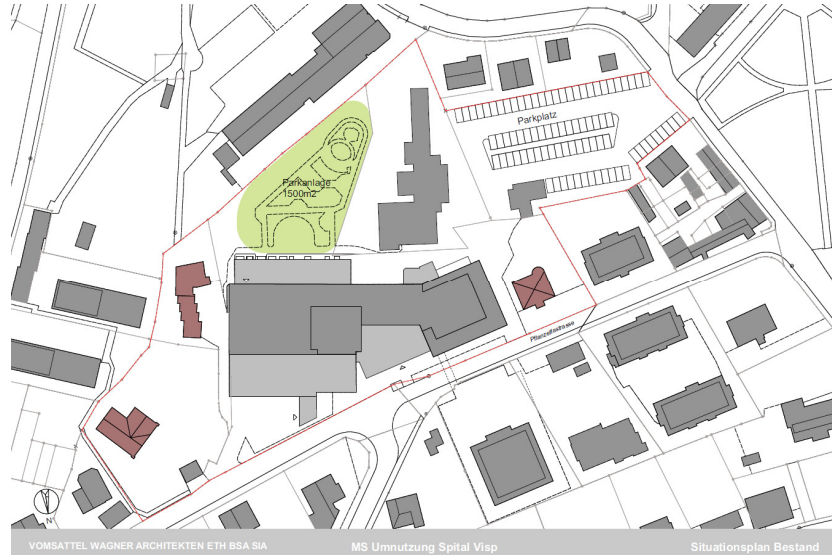 Parkplatz
Parkanlage
1500m2
Pflanzettastrasse
N
VOMSATTEL WAGNER ARCHITEKTEN ETH BSA SIA
MS Umnutzung Spital Visp
Situationsplan Bestand